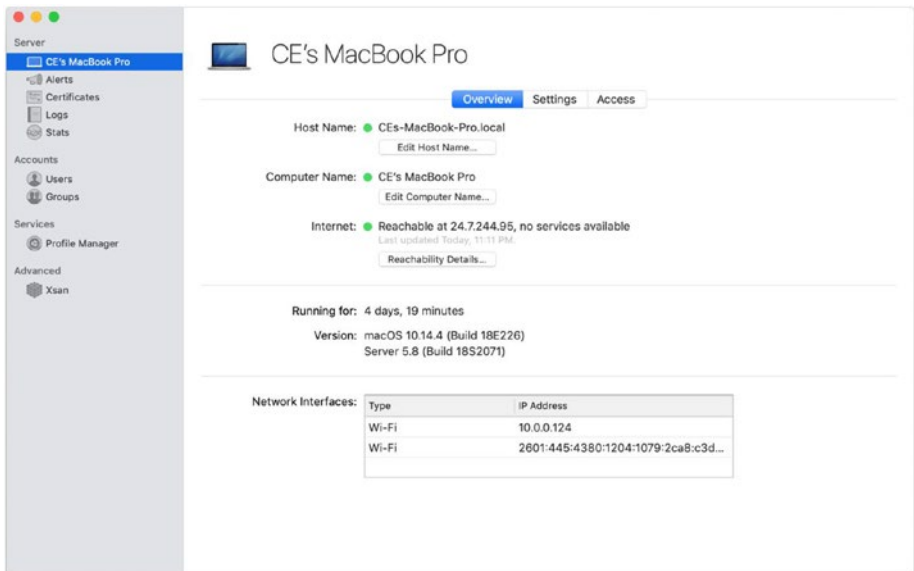 Server
CE's MacBook Pro
Alerts
Certificates
Logs
Stats
Accounts
Users
Groups
Services
Profile Manager
Advanced
Xsan
CE's MacBook Pro
Overview Settings Access
Host Name: CEs-MacBook-Pro.local
Edit Host Name...
Computer Name: CE's MacBook Pro
Edit Computer Name...
Internet: Reachable at 24.7.244.95, no services available
Last updated Today, 11:11 PM.
Reachability Details...
Running for: 4 days, 19 minutes
Version: macOS 10.14.4 (Build 18E226)
Server 5.8 (Build 18S2071)
Network Interfaces:
Type IP Address
Wi-Fi 10.0.0.124
Wi-Fi 2601:445:4380:1204:1079:2ca8:c3d...